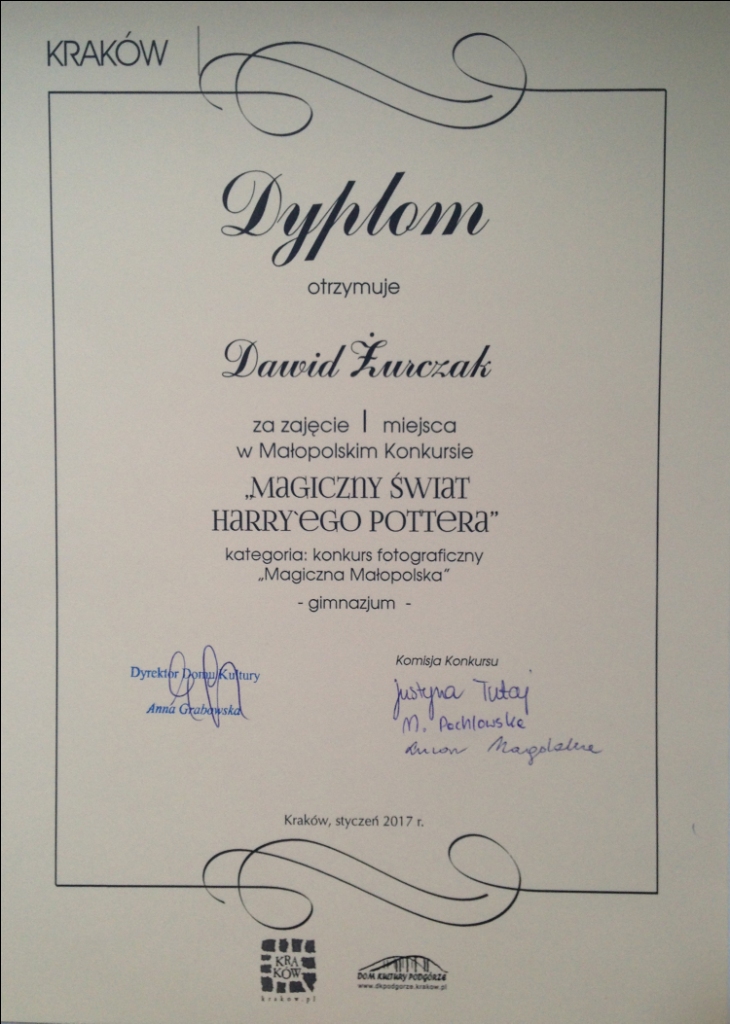 KRAKÓW
Dyplom
otrzymuje
Dawid Żurczak
za zajęcie I miejsca
w Małopolskim Konkursie
„MAGICZNY ŚWIAT
HARRY`EGO POTTERA”
kategoria: konkurs fotograficzny
„Magiczna Małopolska”
- gimnazjum -
Dyrektor Domu Kultury
Anna Grabowska
Komisja Konkursu
Justyna Tutaj
M. Pachlowska
Magdalena
Kraków, styczeń 2017 r.
KRA
KÓW
krakow.pl
DOM KULTURY PODGÓRZE
www.dkpodgorze.krakow.pl